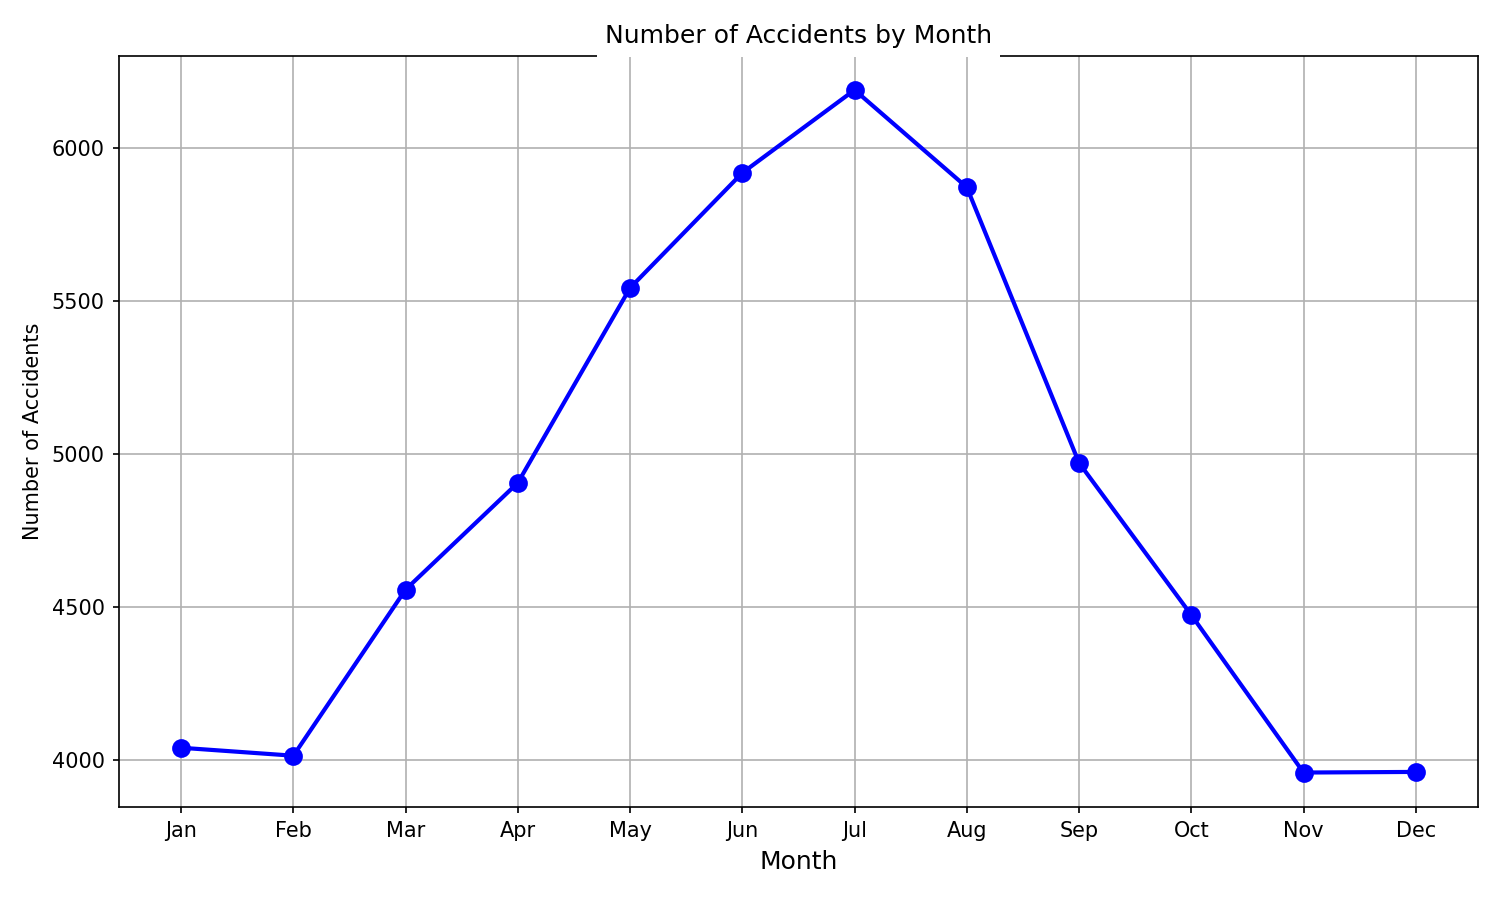 Number of Accidents by Month
Number of Accidents
6000
5500
5000
4500
4000
Jan Feb Mar Apr May Jun Jul Aug Sep Oct Nov Dec
Month